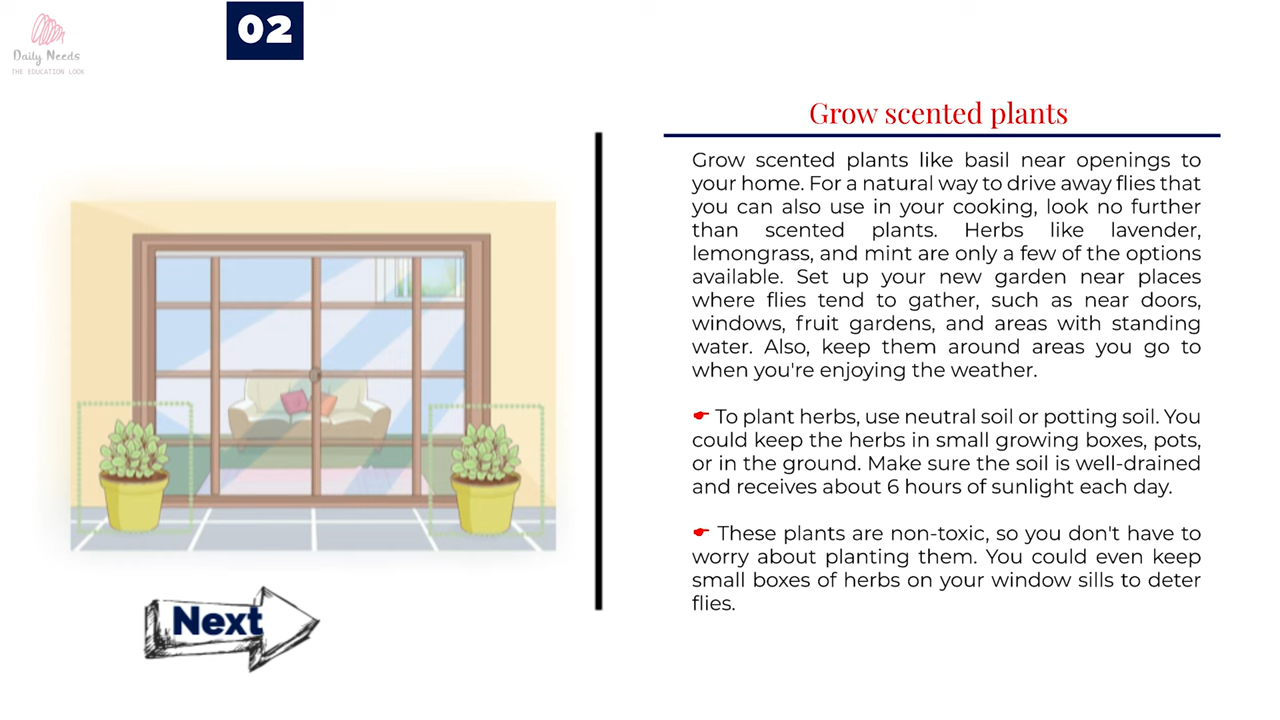 02
Daily Needs
THE EDUCATION LOOK
Grow scented plants
Grow scented plants like basil near openings to
your home. For a natural way to drive away flies that
you can also use in your cooking, look no further
than scented plants. Herbs like lavender,
lemongrass, and mint are only a few of the options
available. Set up your new garden near places
where flies tend to gather, such as near doors,
windows, fruit gardens, and areas with standing
water. Also, keep them around areas you go to
when you're enjoying the weather.
To plant herbs, use neutral soil or potting soil. You
could keep the herbs in small growing boxes, pots,
or in the ground. Make sure the soil is well-drained
and receives about 6 hours of sunlight each day.
These plants are non-toxic, so you don't have to
worry about planting them. You could even keep
small boxes of herbs on your window sills to deter
flies.
Next